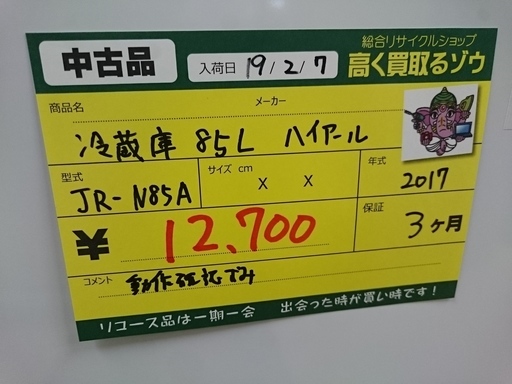 中古品 入荷日 19/2/7 総合リサイクルショップ
高く買取るゾウ
商品名 メーカー
冷蔵庫 85L ハイアール
型式 サイズ cm 年式
JR-N85A X X 2017
¥ 12,700 保証 3ヶ月
コメント 動作確認済み
リユース品は一期一会 出会った時が買い時です!